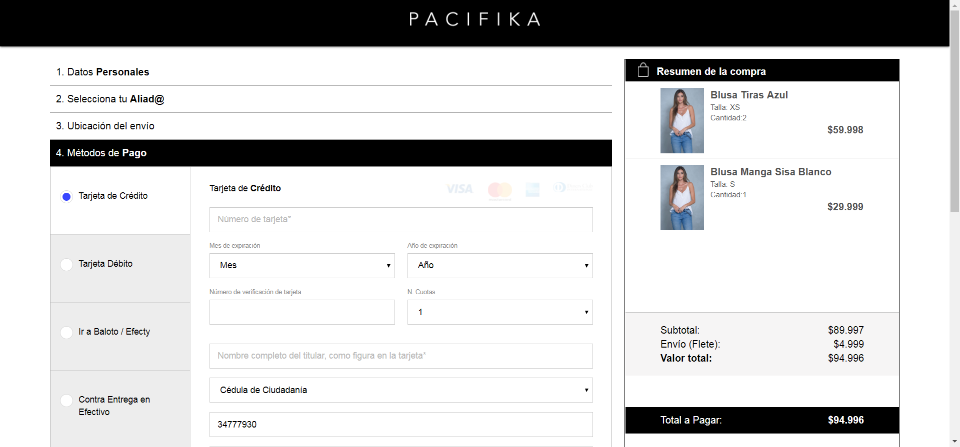 PACIFIKA
1. Datos Personales
2. Selecciona tu Aliad@
3. Ubicación del envío
4. Métodos de Pago
Tarjeta de Crédito
Tarjeta Débito
Ir a Baloto / Efecty
Contra Entrega en
Efectivo
Tarjeta de Crédito
VISA
Número de tarjeta*
Mes de expiración
Año de expiración
Mes
Año
Número de verificación de tarjeta
N. Cuotas
1
Nombre completo del titular, como figura en la tarjeta*
Cédula de Ciudadanía
34777930
Resumen de la compra
Blusa Tiras Azul
Talla: XS
Cantidad:2
$59.998
Blusa Manga Sisa Blanco
Talla: S
Cantidad:1
$29.999
Subtotal: $89.997
Envío (Flete): $4.999
Valor total: $94.996
Total a Pagar: $94.996